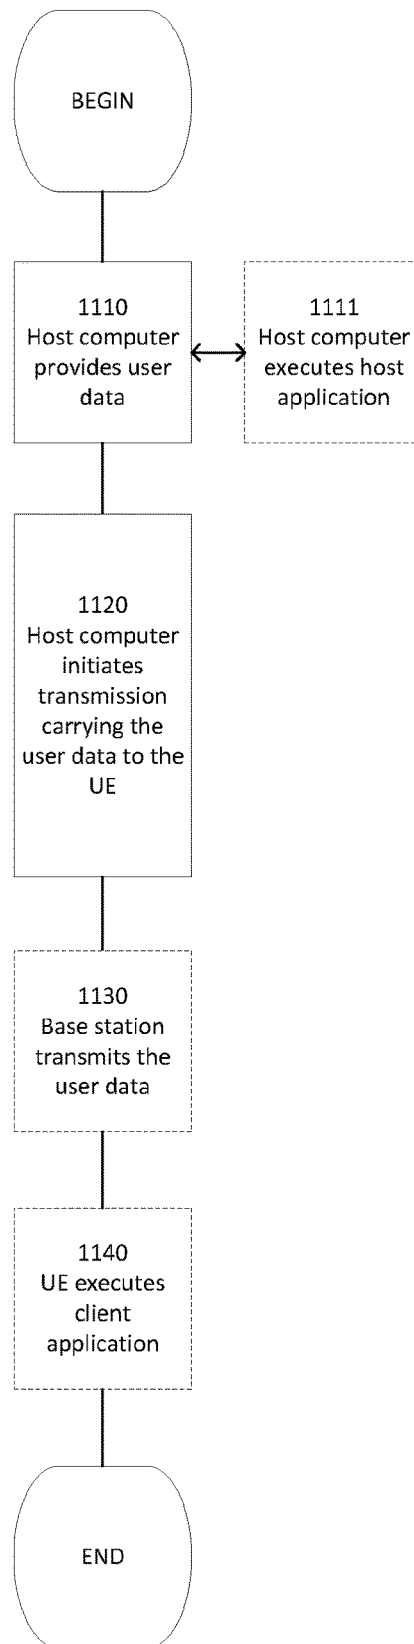 BEGIN
1110
Host computer
provides user
data
1111
Host computer
executes host
application
1120
Host computer
initiates
transmission
carrying the
user data to the
UE
1130
Base station
transmits the
user data
1140
UE executes
client
application
END